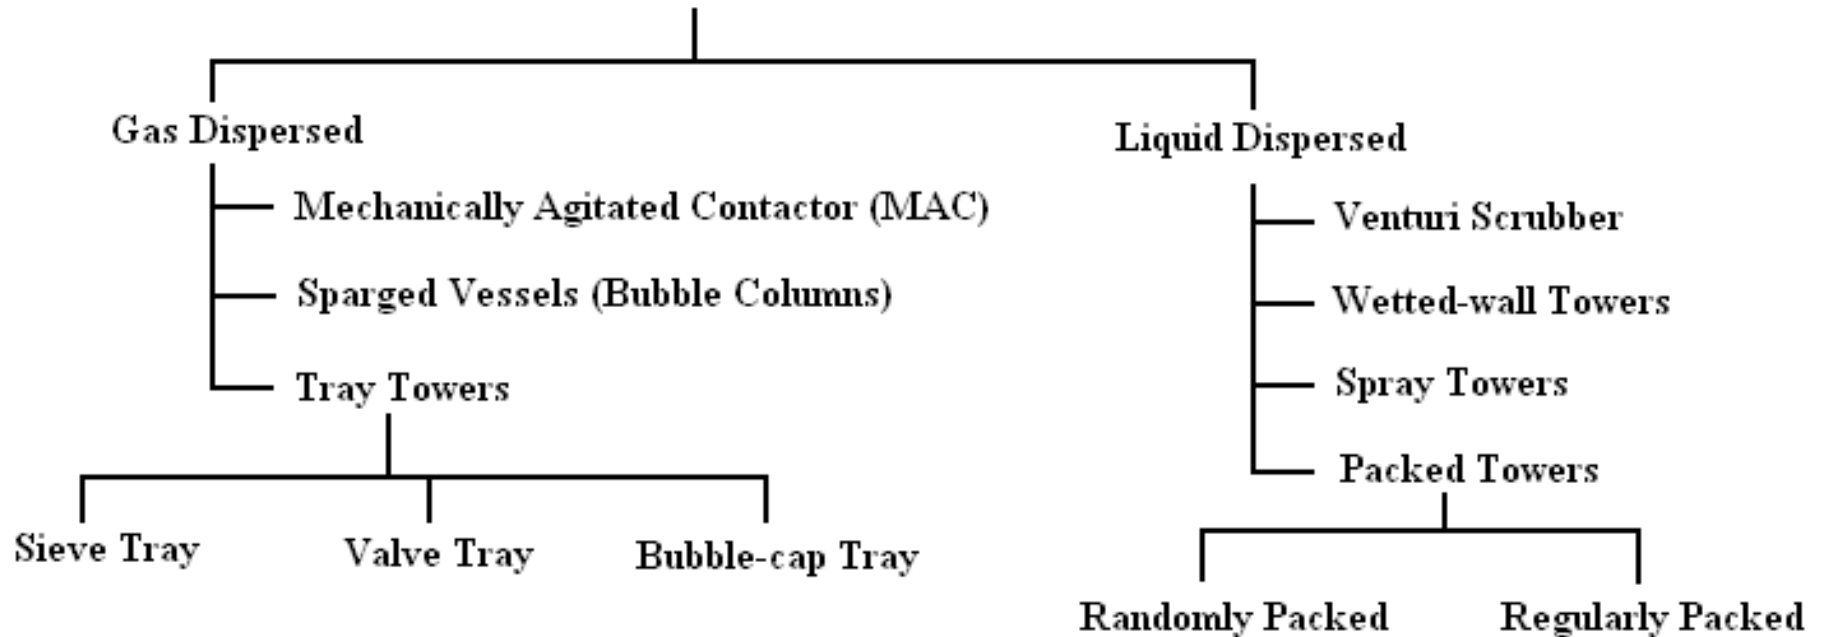 Gas Dispersed
Liquid Dispersed
Mechanically Agitated Contactor (MAC)
Venturi Scrubber
Sparged Vessels (Bubble Columns)
Wetted-wall Towers
Tray Towers
Spray Towers
Packed Towers
Sieve Tray
Valve Tray
Bubble-cap Tray
Randomly Packed
Regularly Packed